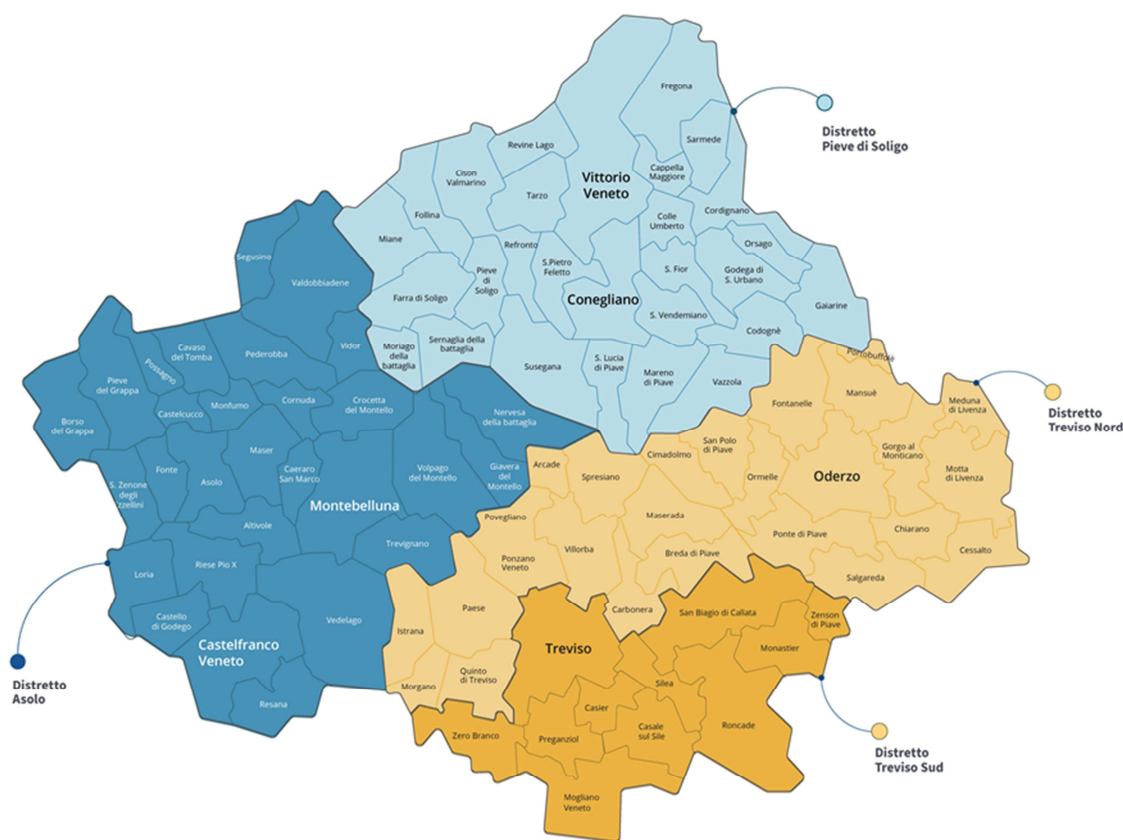 Fregona
Distretto
Pieve di Soligo
Sarmede
Revine Lago
Cappella
Maggiore
Vittorio
Veneto
Cison
Valmarino
Tarzo
Cordignano
Follina
Colle
Umberto
Miane
Refronto
Orsago
Segusino
S.Pietro
Feletto
S. Fior
Godega di
S. Urbano
Pieve
di
Soligo
Valdobbiadene
Farra di Soligo
Conegliano
Gaiarine
S. Vendemiano
Codognè
Moriago
della
battaglia
Sernaglia della
battaglia
Vidor
Cavaso
del Tomba
Pederobba
Portobuffolè
Susegana
S. Lucia
di Piave
Mareno
di Piave
Vazzola
Possagno
Pieve
del Grappa
Mansuè
Meduna
di Livenza
Distretto
Treviso Nord
Fontanelle
Cornuda
Crocetta
del Montello
Monfumo
Castelcucco
Nervesa
della battaglia
Borso
del Grappa
San Polo
di Piave
Gorgo al
Monticano
Cimadolmo
Maser
Arcade
Spresiano
Fonte
Asolo
Caeraro
San Marco
Volpago
del Montello
Giavera
del
Montello
Ormelle
Oderzo
Motta
di Livenza
S. Zenone
degli
Ezzellini
Montebelluna
Maserada
Povegliano
Altivole
Trevignano
Ponte di Piave
Chiarano
Villorba
Breda di Piave
Cessalto
Ponzano
Veneto
Loria
Riese Pio X
Salgareda
Paese
Carbonera
San Biagio di Callata
Zenson
di Piave
Castello
di Godego
Vedelago
Istrana
Castelfranco
Veneto
Treviso
Monastier
Distretto
Asolo
Quinto
di Treviso
Morgano
Silea
Resana
Casier
Roncade
Zero Branco
Preganziol
Casale
sul Sile
Distretto
Treviso Sud
Mogliano
Veneto